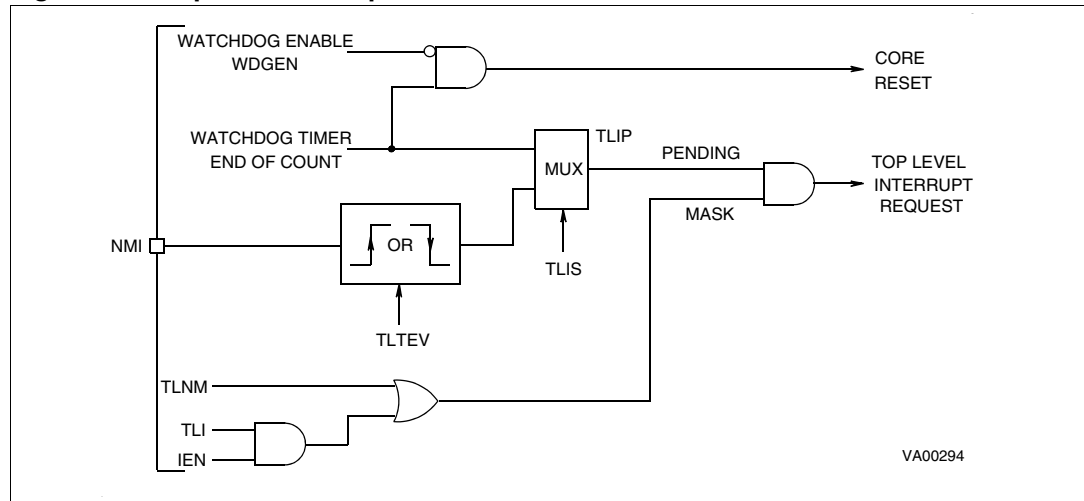 WATCHDOG ENABLE
WDGEN
CORE
RESET
WATCHDOG TIMER
END OF COUNT
TLIP
MUX
PENDING
TOP LEVEL
INTERRUPT
REQUEST
MASK
NMI
OR
TLIS
TLTEV
TLNM
TLI
IEN
VA00294